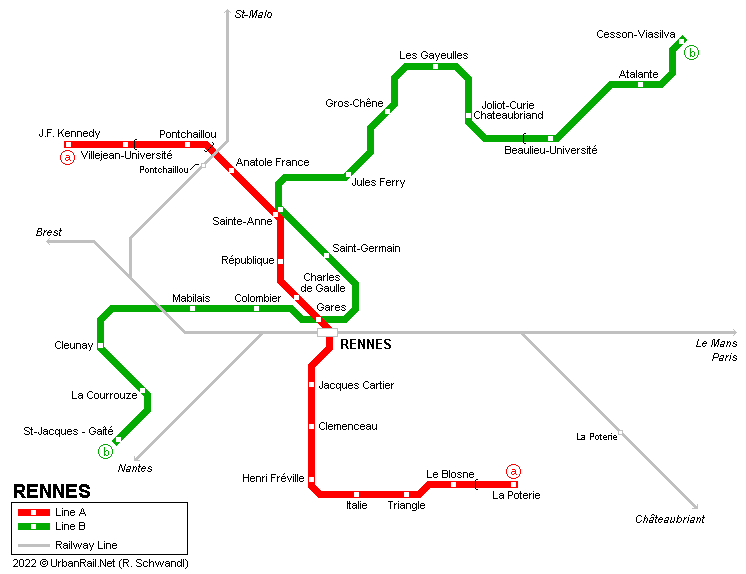 St-Malo
Cesson-Viasilva
b
Les Gayeulles
Atalante
Gros-Chêne
Joliot-Curie
Chateaubriand
J.F. Kennedy
Pontchaillou
a
Villejean-Université
Beaulieu-Université
Pontchaillou
Anatole France
Jules Ferry
Sainte-Anne
Brest
Saint-Germain
République
Charles
de Gaulle
Mabilais
Colombier
Gares
Cleunay
RENNES
Le Mans
Paris
Jacques Cartier
La Courrouze
Clemenceau
St-Jacques - Gaîté
La Poterie
b
Nantes
Henri Fréville
Le Blosne
a
La Poterie
Italie
Triangle
Châteaubriant
RENNES
Line A
Line B
Railway Line
2022 © UrbanRail.Net (R. Schwandl)